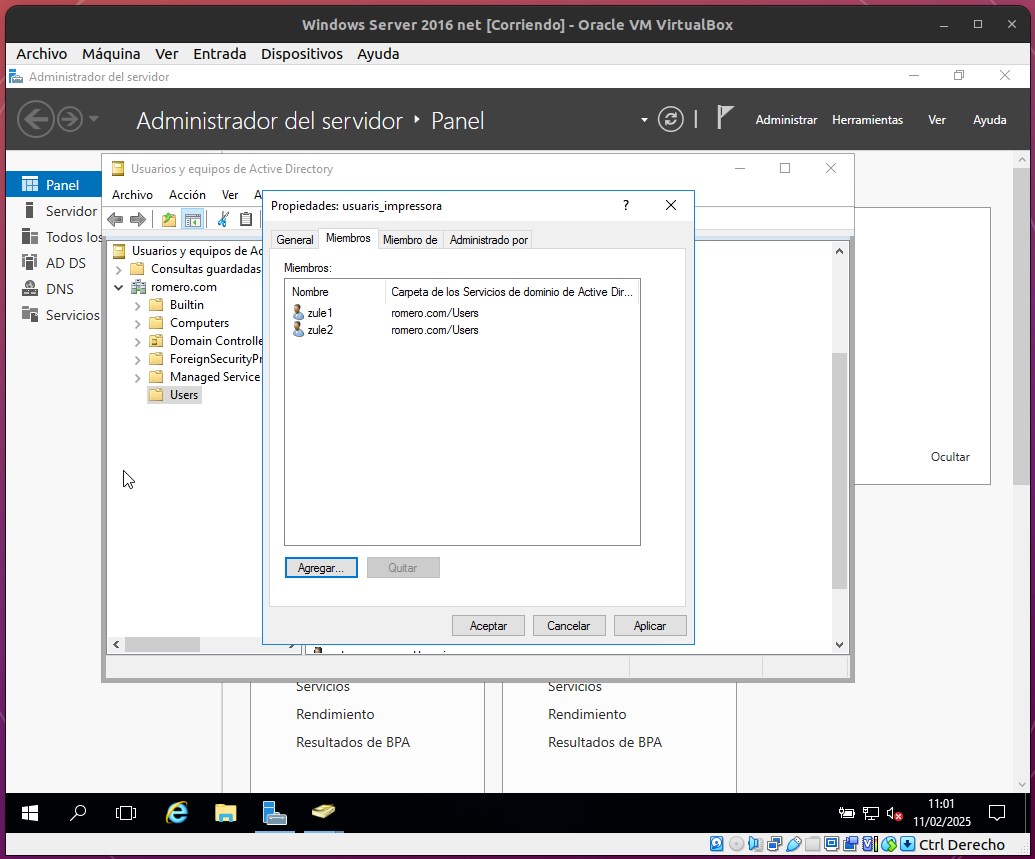 Windows Server 2016 net [Corriendo] - Oracle VM VirtualBox
Archivo Máquina Ver Entrada Dispositivos Ayuda
Administrador del servidor
Administrador del servidor Panel
Administrar Herramientas Ver Ayuda
Panel
Servidor
Todos los
AD DS
DNS
Servicios
Usuarios y equipos de Active Directory
Archivo Acción Ver A
Usuarios y equipos de Ac
Consultas guardadas
romero.com
Builtin
Computers
Domain Controlle
ForeignSecurityPr
Managed Service
Users
Propiedades: usuaris_impressora
?
General Miembros Miembro de Administrado por
Miembros:
Nombre Carpeta de los Servicios de dominio de Active Dir...
zule1 romero.com/Users
zule2 romero.com/Users
Agregar... Quitar
Aceptar Cancelar Aplicar
Ocultar
Servicios Servicios
Rendimiento Rendimiento
Resultados de BPA Resultados de BPA
11:01
11/02/2025
Ctrl Derecho